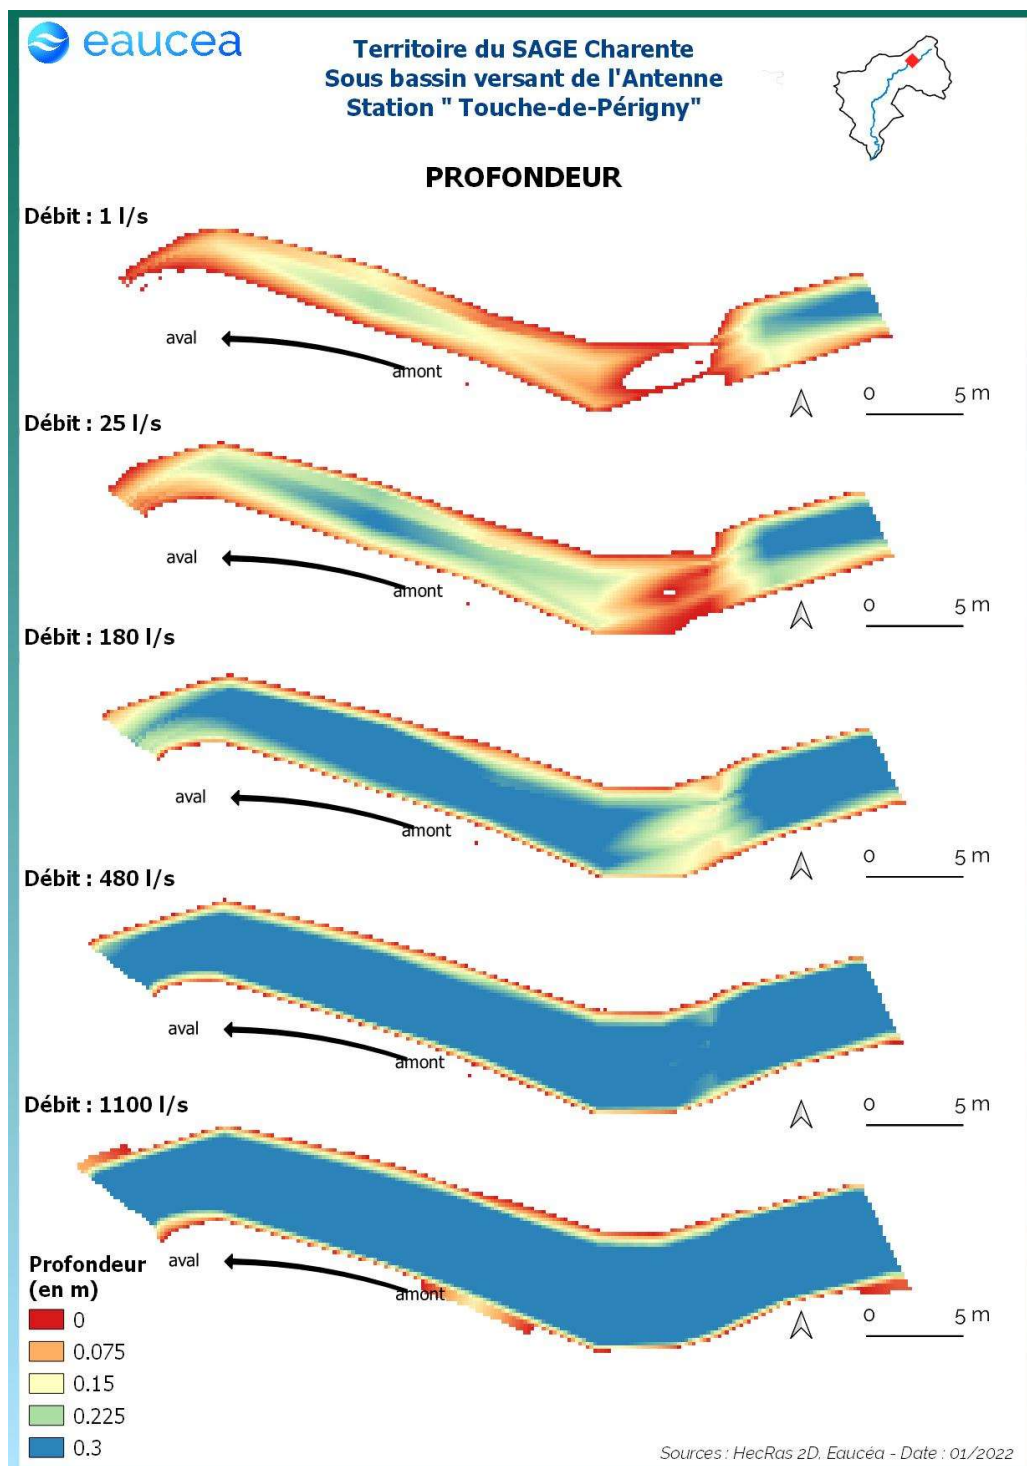 eaucea
Territoire du SAGE Charente
Sous bassin versant de l'Antenne
Station " Touche-de-Périgny"
PROFONDEUR
Débit : 1 l/s
aval
amont
0 5 m
Débit : 25 l/s
aval
amont
0 5 m
Débit : 180 l/s
aval
amont
0 5 m
Débit : 480 l/s
aval
amont
0 5 m
Débit : 1100 l/s
aval
amont
0 5 m
Profondeur
(en m)
0
0.075
0.15
0.225
0.3
Sources : HecRas 2D, Eaucéa - Date : 01/2022